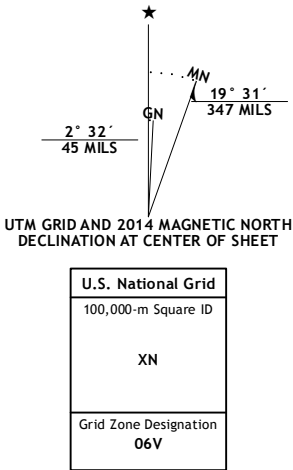 MN
GN
19° 31´
347 MILS
2° 32´
45 MILS
UTM GRID AND 2014 MAGNETIC NORTH
DECLINATION AT CENTER OF SHEET
U.S. National Grid
100,000-m Square ID
XN
Grid Zone Designation
06V